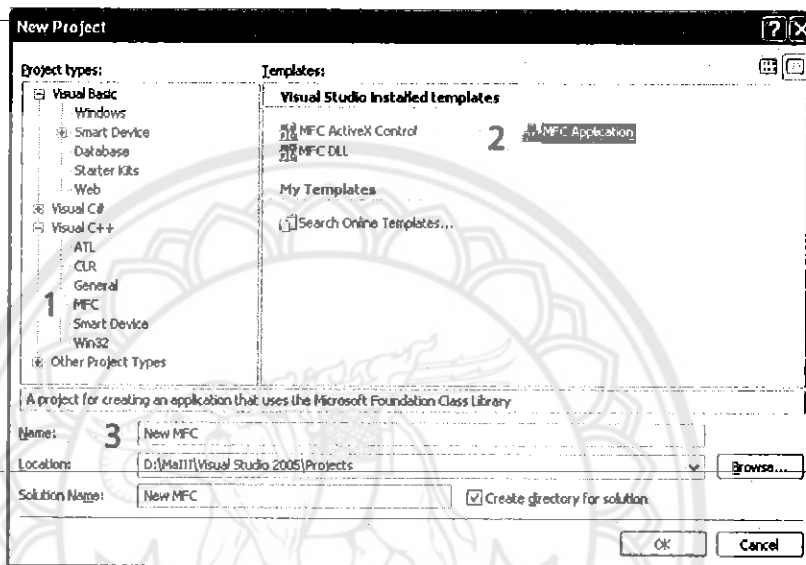 New Project
Project types:
Templates:
Visual Basic
Windows
Smart Device
Database
Starter Kits
Web
Visual C#
Visual C++
ATL
CLR
General
1 MFC
Smart Device
Win32
Other Project Types
Visual Studio installed templates
MFC ActiveX Control
2 MFC Application
MFC DLL
My Templates
Search Online Templates...
A project for creating an application that uses the Microsoft Foundation Class Library
Name: 3 New MFC
Location: D:\MaIII\Visual Studio 2005\Projects Browse...
Solution Name: New MFC Create directory for solution
OK Cancel